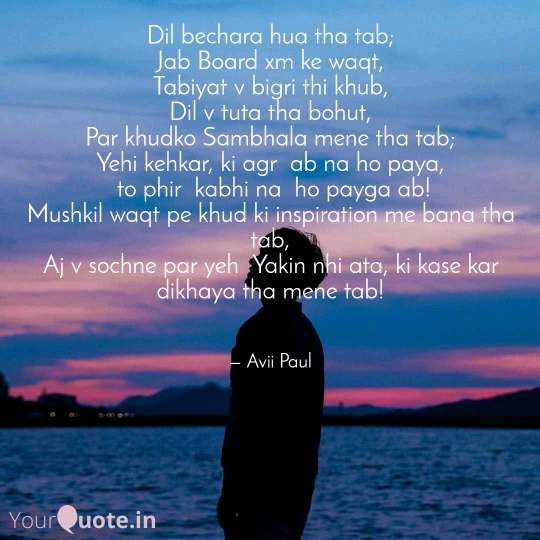 Dil bechara hua tha tab;
Jab Board xm ke waqt,
Tabiyat v bigri thi khub,
Dil v tuta tha bohut,
Par khudko Sambhala mene tha tab;
Yehi kehkar, ki agr ab na ho paya,
to phir kabhi na ho payga ab!
Mushkil waqt pe khud ki inspiration me bana tha
tab,
Aj v sochne par yeh Yakin nhi ata, ki kase kar
dikhaya tha mene tab!
– Avii Paul
YourQuote.in